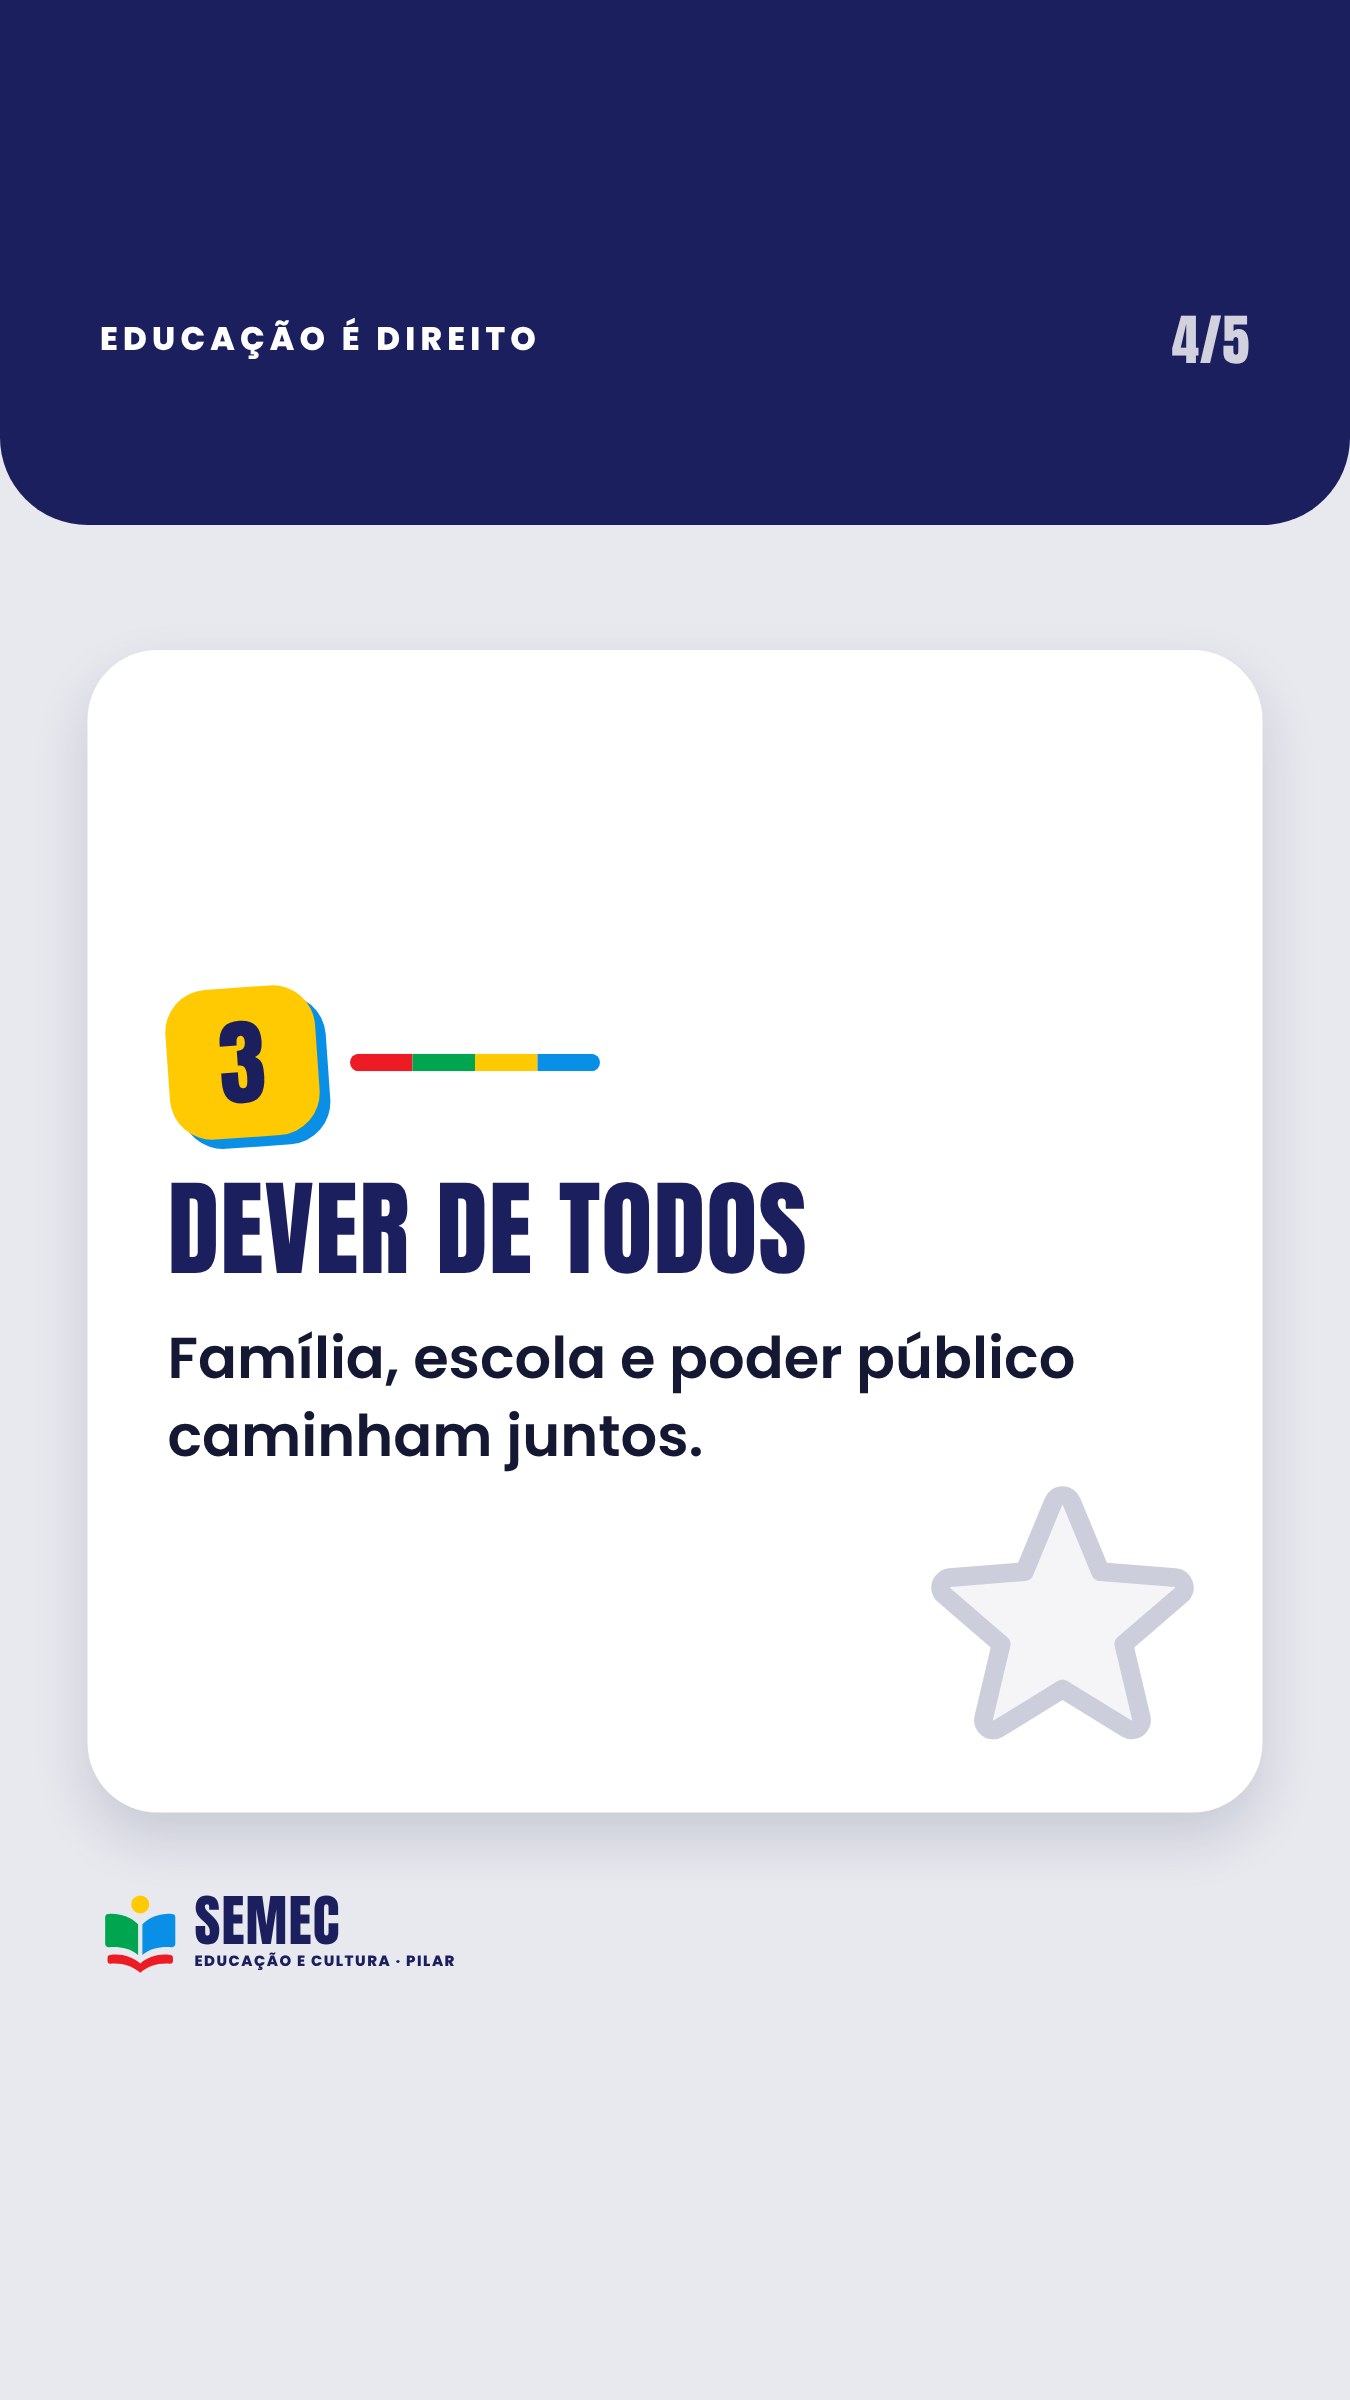 EDUCAÇÃO É DIREITO
4/5
3
DEVER DE TODOS
Família, escola e poder público
caminham juntos.
SEMEC
EDUCAÇÃO E CULTURA · PILAR